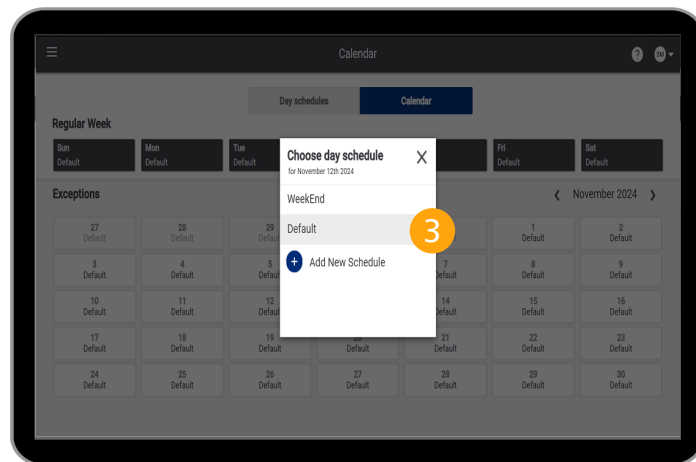 Calendar
? SM
Day schedules Calendar
Regular Week
Sun Mon Tue Fri Sat
Default Default Default Default Default
Choose day schedule X
for November 12th 2024
WeekEnd
Default
3
+ Add New Schedule
Exceptions < November 2024 >
27 28 29 1 2
Default Default Default Default
3 4 5 7 8 9
Default Default Default Default Default
10 11 12 14 15 16
Default Default Default Default Default Default
17 18 19 20 21 22 23
Default Default Default Default Default Default Default
24 25 26 27 28 29 30
Default Default Default Default Default Default Default